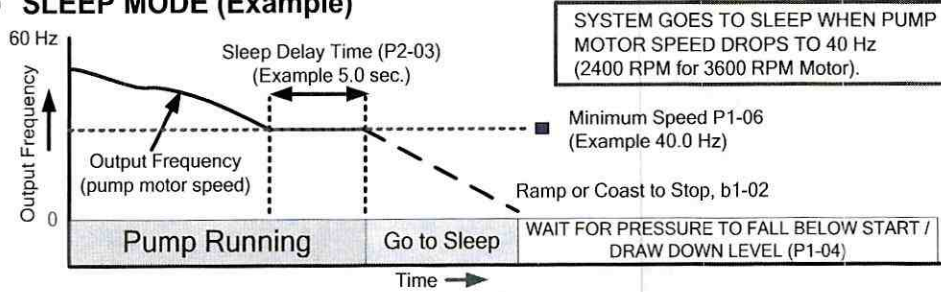 SLEEP MODE (Example)
60 Hz
Sleep Delay Time (P2-03)
(Example 5.0 sec.)
SYSTEM GOES TO SLEEP WHEN PUMP
MOTOR SPEED DROPS TO 40 Hz
(2400 RPM for 3600 RPM Motor).
Output Frequency
Output Frequency
(pump motor speed)
Minimum Speed P1-06
(Example 40.0 Hz)
Ramp or Coast to Stop, b1-02
0
Pump Running
Go to Sleep
WAIT FOR PRESSURE TO FALL BELOW START /
DRAW DOWN LEVEL (P1-04)
Time